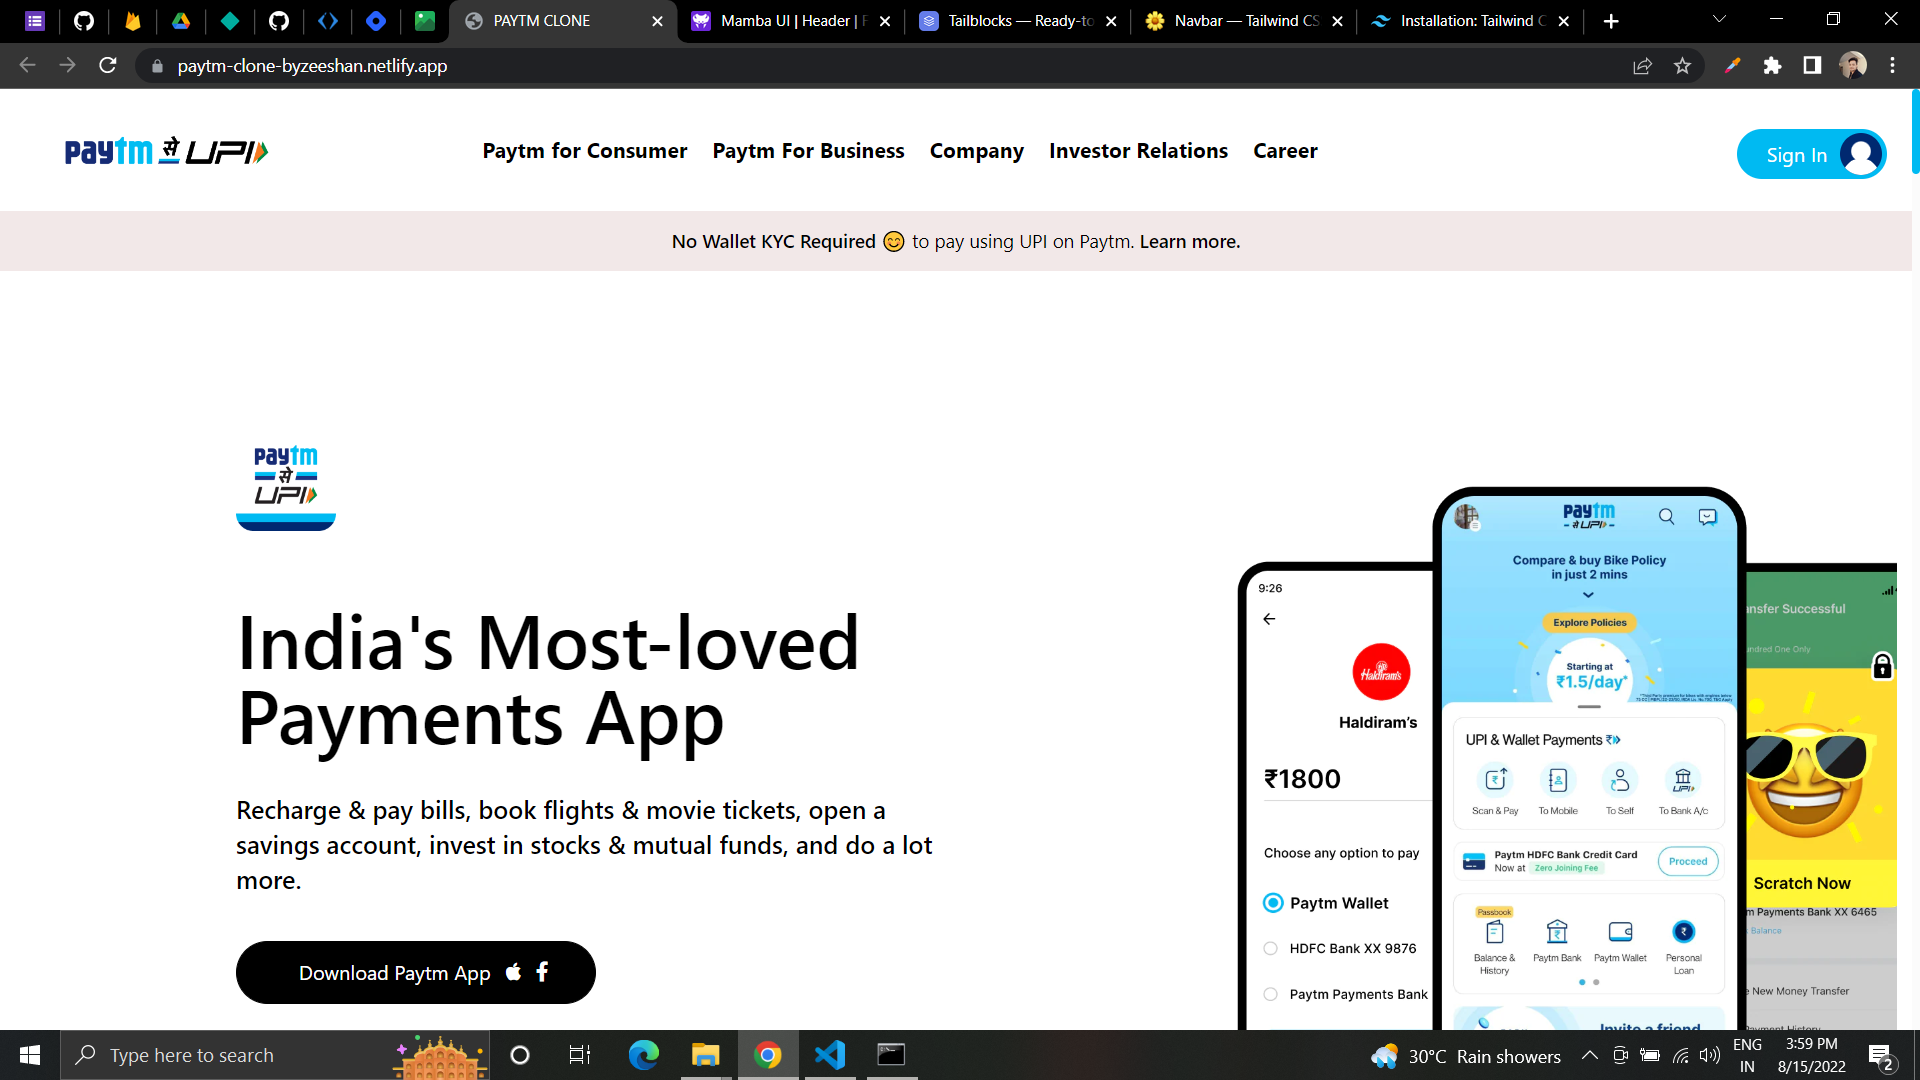 PAYTM CLONE
Mamba UI | Header | F
Tailblocks — Ready-to
Navbar — Tailwind CS
Installation: Tailwind C
paytm-clone-byzeeshan.netlify.app
paytm से UPI
Paytm for Consumer
Paytm For Business
Company
Investor Relations
Career
Sign In
No Wallet KYC Required 😊 to pay using UPI on Paytm. Learn more.
paytm
से
UPI
India's Most-loved
Payments App
Recharge & pay bills, book flights & movie tickets, open a
savings account, invest in stocks & mutual funds, and do a lot
more.
Download Paytm App
9:26
Haldiram's
Haldiram's
₹1800
Choose any option to pay
Paytm Wallet
HDFC Bank XX 9876
Paytm Payments Bank
paytm
से UPI
Compare & buy Bike Policy
in just 2 mins
Explore Policies
Starting at
₹1.5/day*
UPI & Wallet Payments
Scan & Pay
To Mobile
To Self
UPI
To Bank A/c
Paytm HDFC Bank Credit Card
Now at Zero Joining Fee
Proceed
Passbook
Balance &
History
Paytm Bank
Paytm Wallet
Personal
Loan
Invite a friend
ansfer Successful
undred One Only
Scratch Now
m Payments Bank XX 6465
Balance
e New Money Transfer
Payment History
Type here to search
30°C Rain showers
ENG
IN
3:59 PM
8/15/2022
2